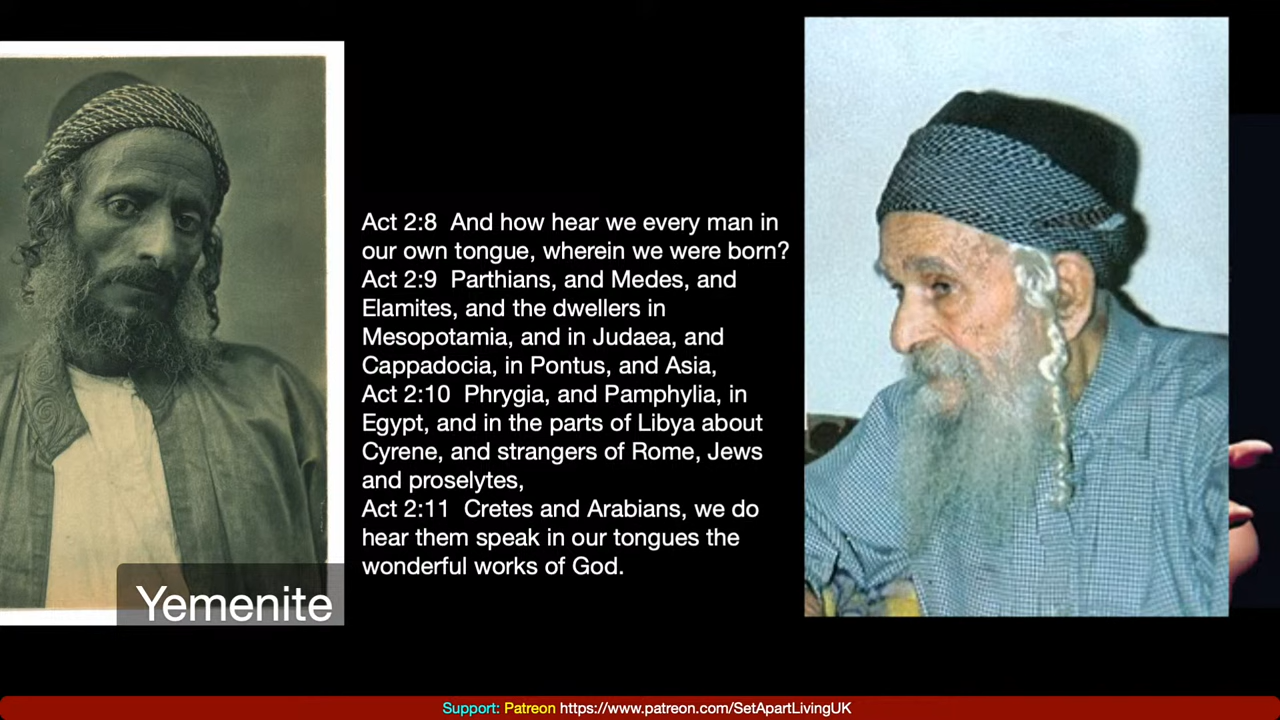 Act 2:8  And how hear we every man in
our own tongue, wherein we were born?
Act 2:9  Parthians, and Medes, and
Elamites, and the dwellers in
Mesopotamia, and in Judaea, and
Cappadocia, in Pontus, and Asia,
Act 2:10  Phrygia, and Pamphylia, in
Egypt, and in the parts of Libya about
Cyrene, and strangers of Rome, Jews
and proselytes,
Act 2:11  Cretes and Arabians, we do
hear them speak in our tongues the
wonderful works of God.
Yemenite
Support: Patreon https://www.patreon.com/SetApartLivingUK